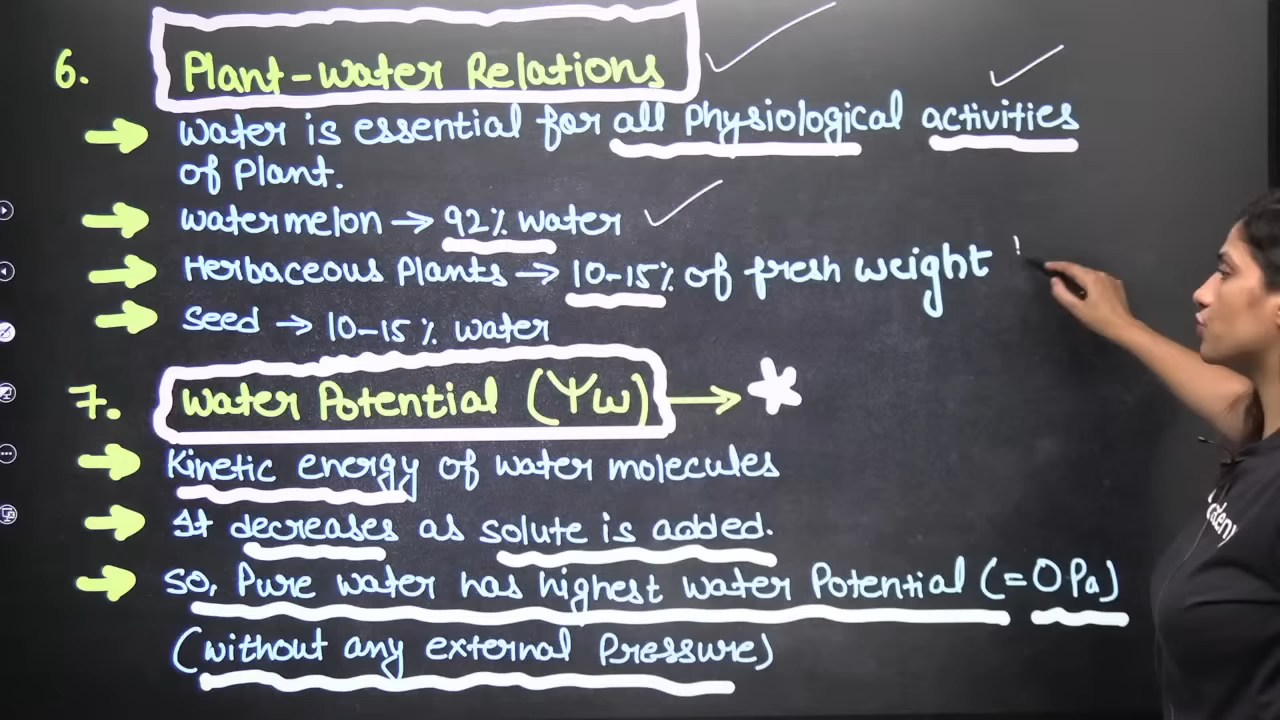 6. Plant-Water Relations
Water is essential for all Physiological activities
of Plant.
Watermelon → 92% water
Herbaceous Plants → 10-15% of fresh weight
Seed → 10-15% water
7. Water Potential (Ψw) → *
Kinetic energy of water molecules
It decreases as solute is added.
So, Pure water has highest water Potential (= 0 Pa)
(without any external Pressure)